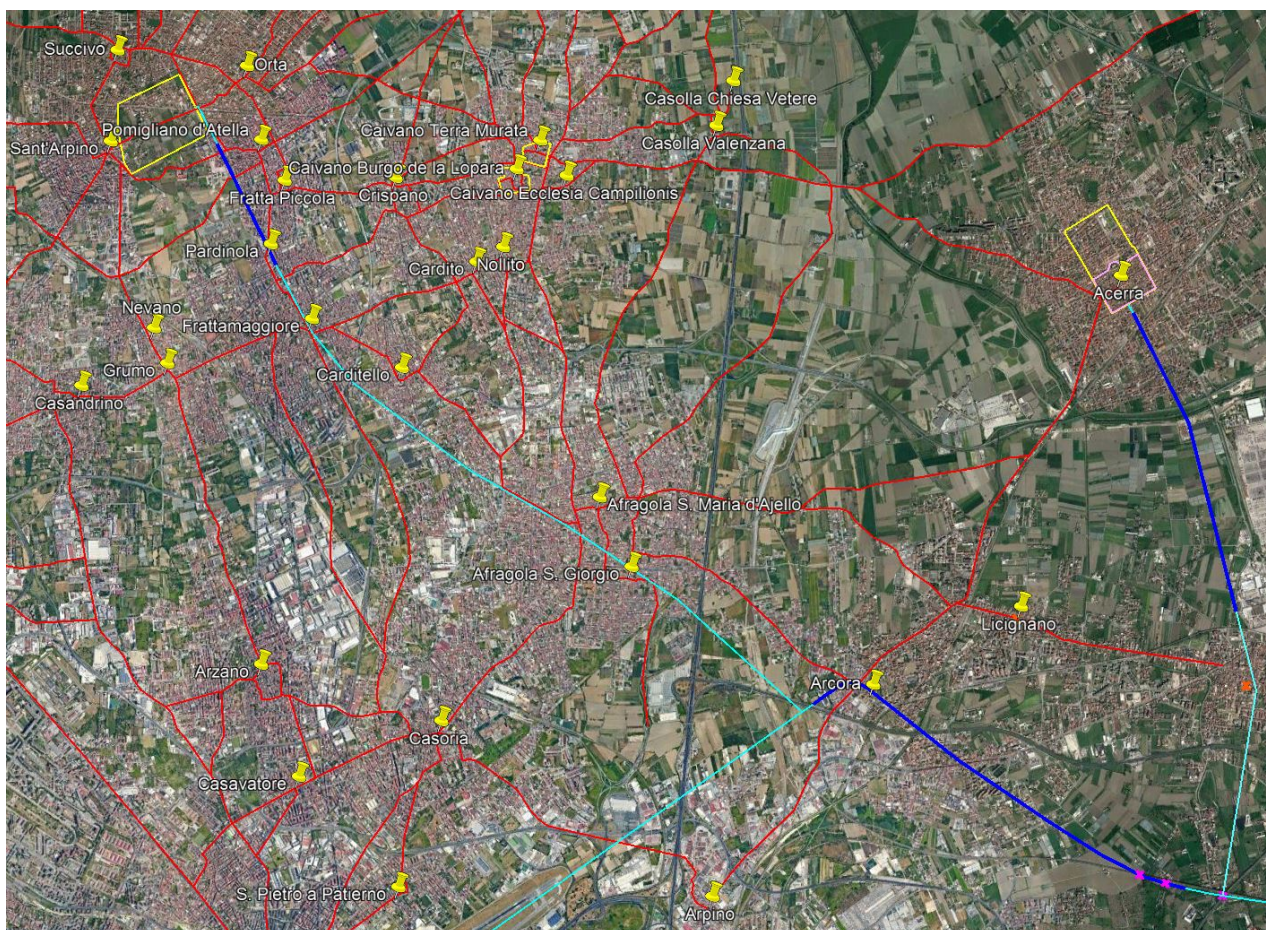 Succivo
Orta
Casolla Chiesa Vetere
Pomigliano d'Atella
Caivano Terra Murata
Casolla Valenzana
Sant'Arpino
Caivano Burgo de la Lopara
Fratta Piccola
Crispano
Caivano Ecclesia Campilionis
Pardinola
Cardito
Nollito
Acerra
Nevano
Frattamaggiore
Grumo
Carditello
Casandrino
Afragola S. Maria d'Ajello
Afragola S. Giorgio
Licignano
Arzano
Arcora
Casoria
Casavatore
S. Pietro a Patierno
Arpino